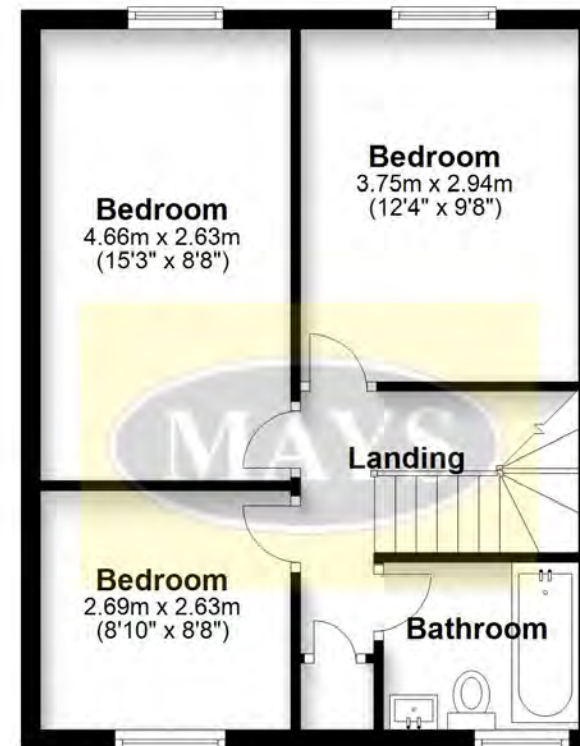 Bedroom
3.75m x 2.94m
(12'4" x 9'8")
Bedroom
4.66m x 2.63m
(15'3" x 8'8")
MAYS
Landing
Bedroom
2.69m x 2.63m
(8'10" x 8'8")
Bathroom